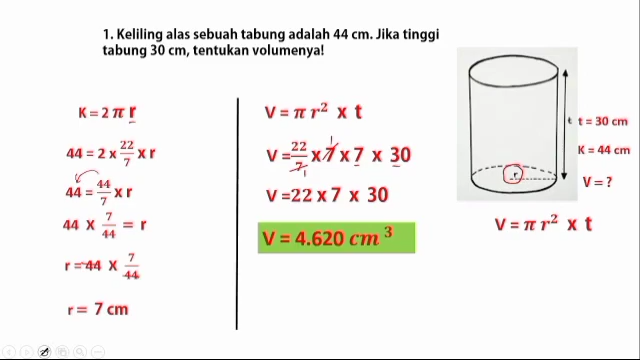 1. Keliling alas sebuah tabung adalah 44 cm. Jika tinggi
tabung 30 cm, tentukan volumenya!
K = 2 π r
44 = 2 x 22/7 x r
44 = 44/7 x r
44 X 7/44 = r
r = 44 X 7/44
r = 7 cm
V = π r² x t
V = 22/7 x 7 x 7 x 30
1
1
V =22 x 7 x 30
V = 4.620 cm³
r
t
t = 30 cm
K = 44 cm
V = ?
V = π r² x t